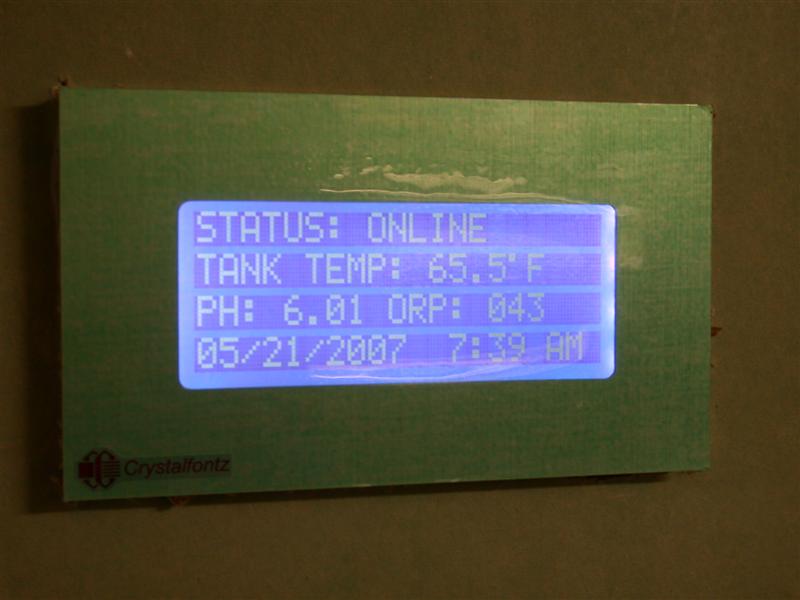 STATUS: ONLINE
TANK TEMP: 65.5°F
PH: 6.01 ORP: 043
05/21/2007 7:39 AM
Crystalfontz